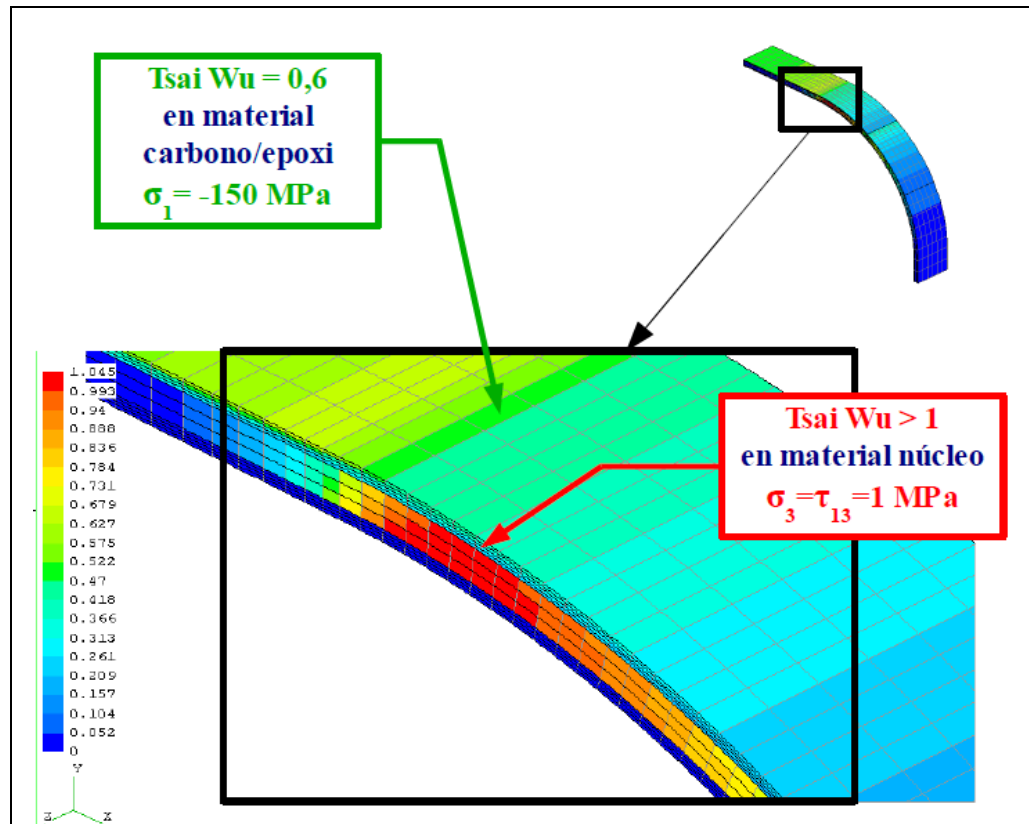 Tsai Wu = 0,6
en material
carbono/epoxi
σ₁= -150 MPa
Tsai Wu > 1
en material núcleo
σ₃=τ₁₃=1 MPa
1.045
0.993
0.94
0.888
0.836
0.784
0.731
0.679
0.627
0.575
0.522
0.47
0.418
0.366
0.313
0.261
0.209
0.157
0.104
0.052
0
Y
Z
X